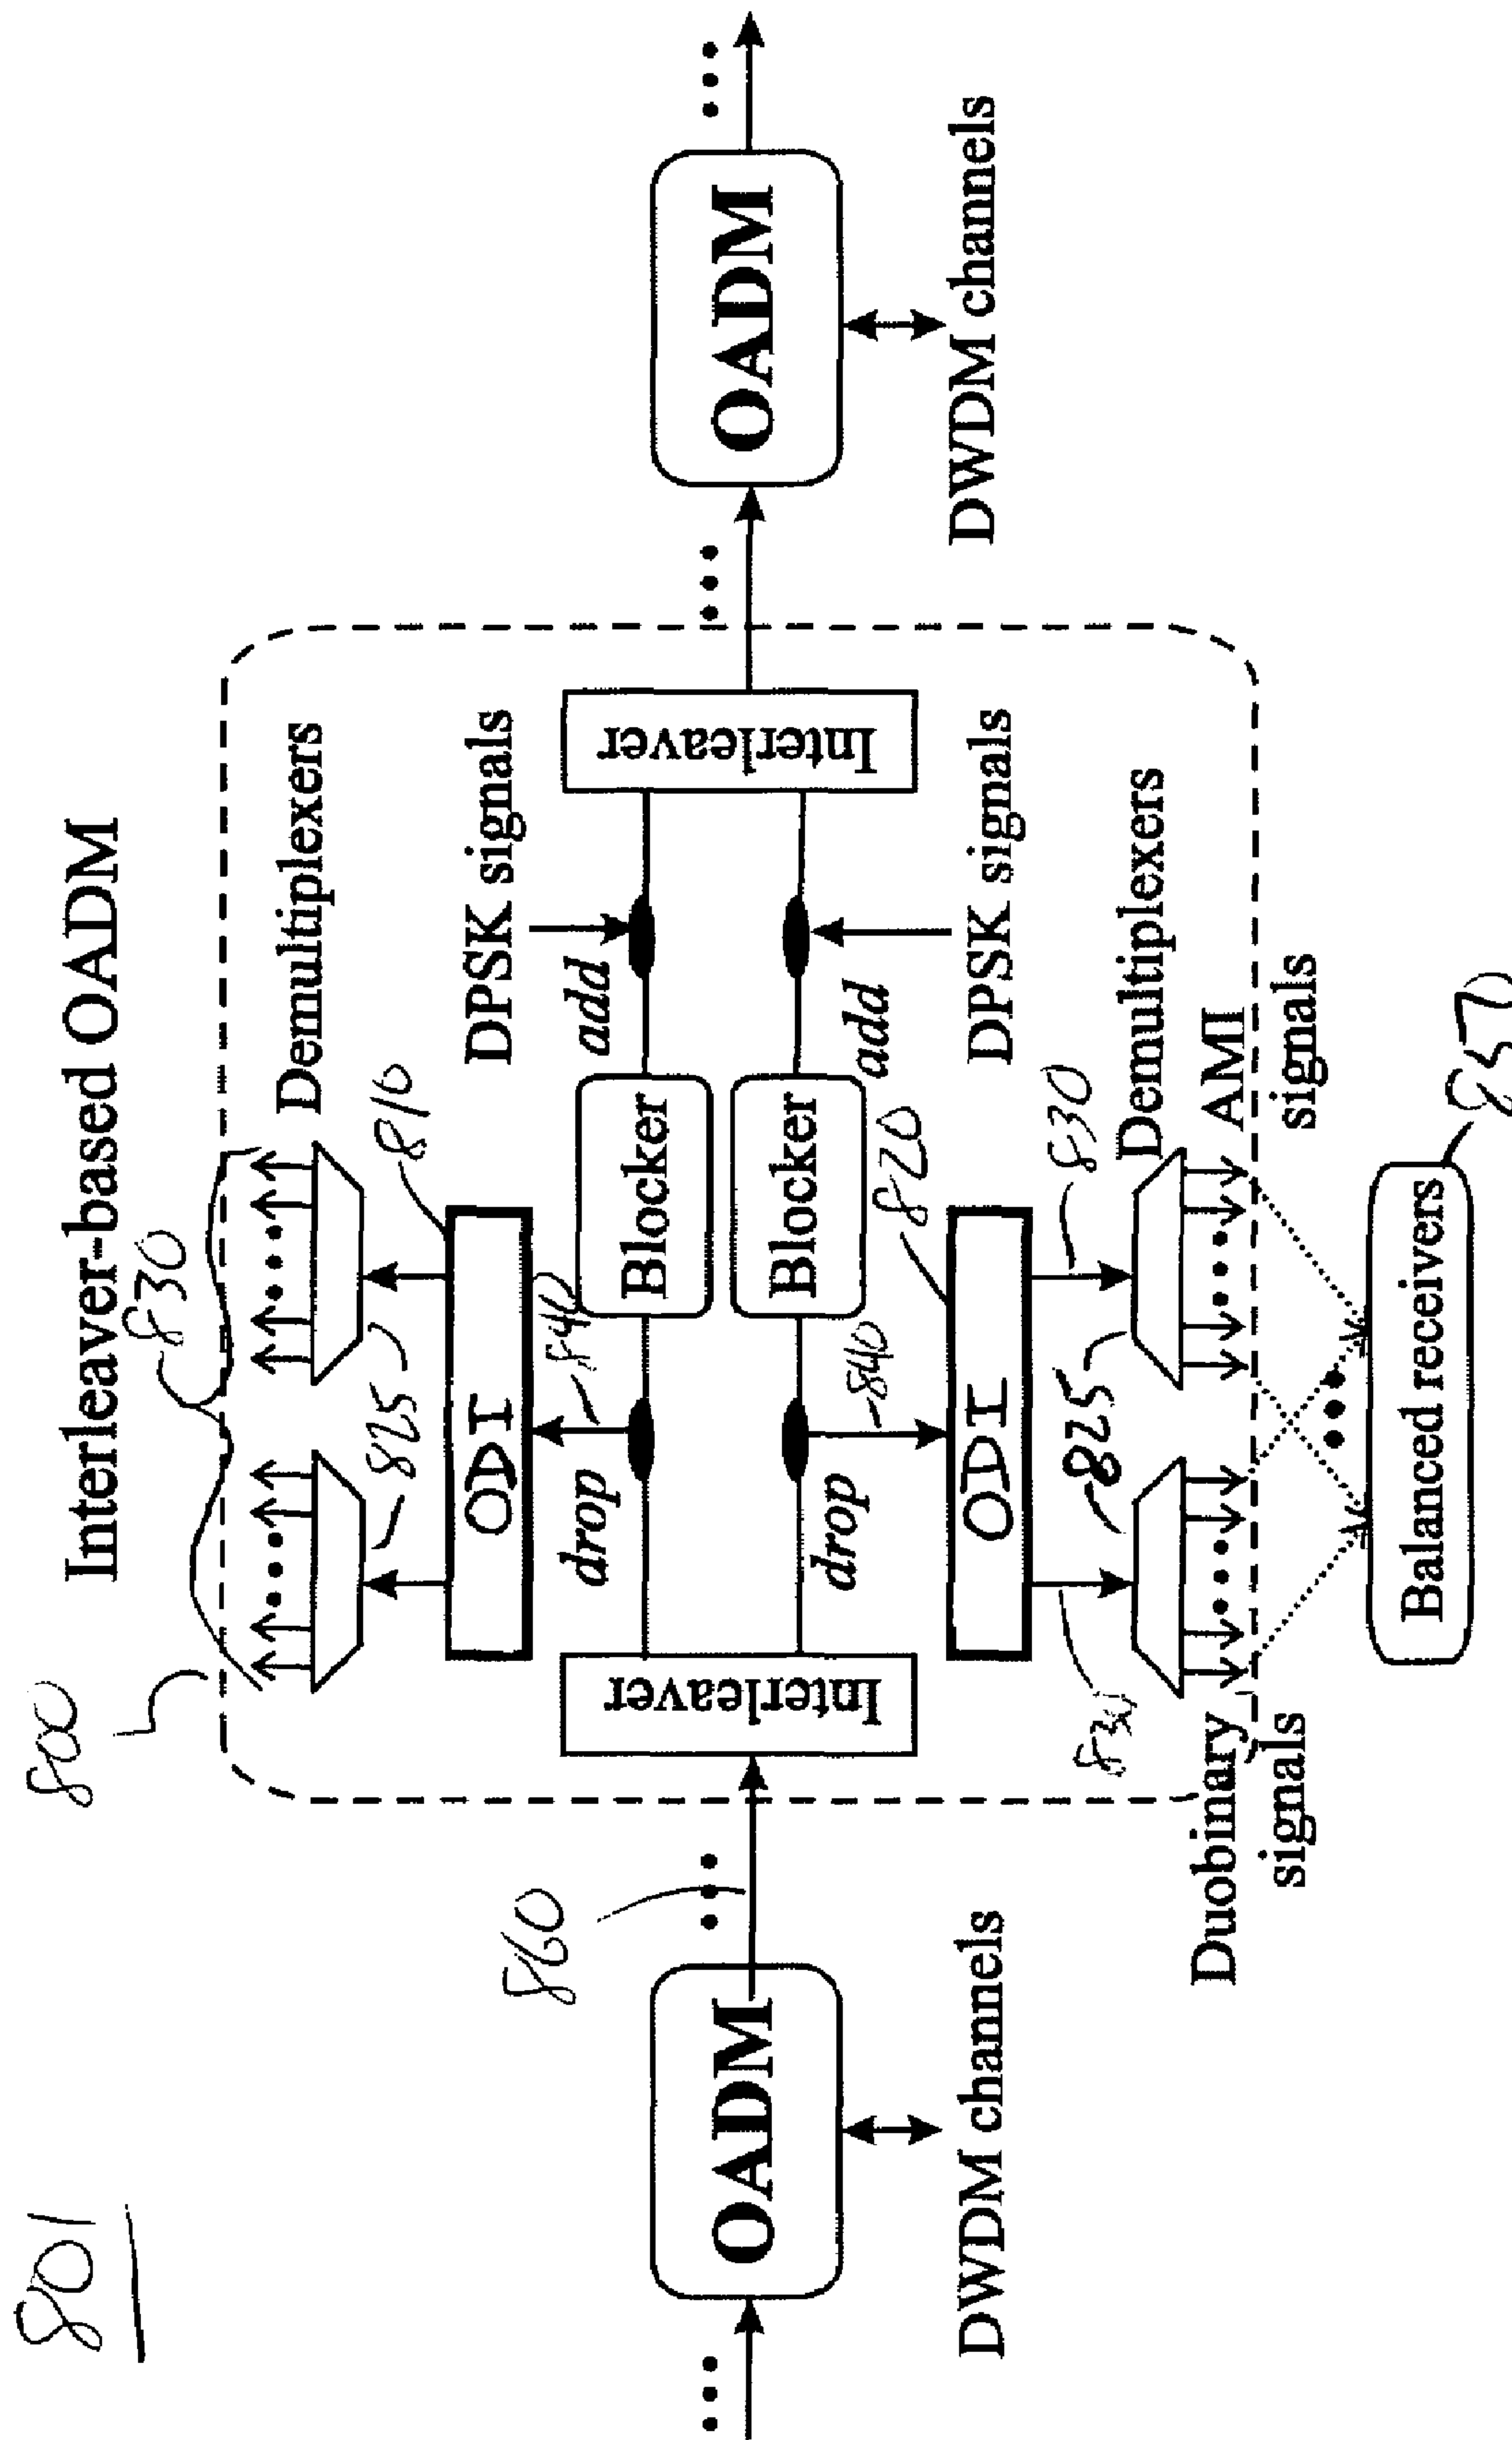 801
800
Interleaver-based OADM
830
Demultiplexers
825
810
ODI
DPSK signals
860
840
drop
Blocker
add
OADM
Interleaver
Interleaver
OADM
drop
Blocker
add
840
820
DWDM channels
ODI
DPSK signals
DWDM channels
830
825
830
Demultiplexers
Duobinary
signals
AMI
signals
Balanced receivers
850